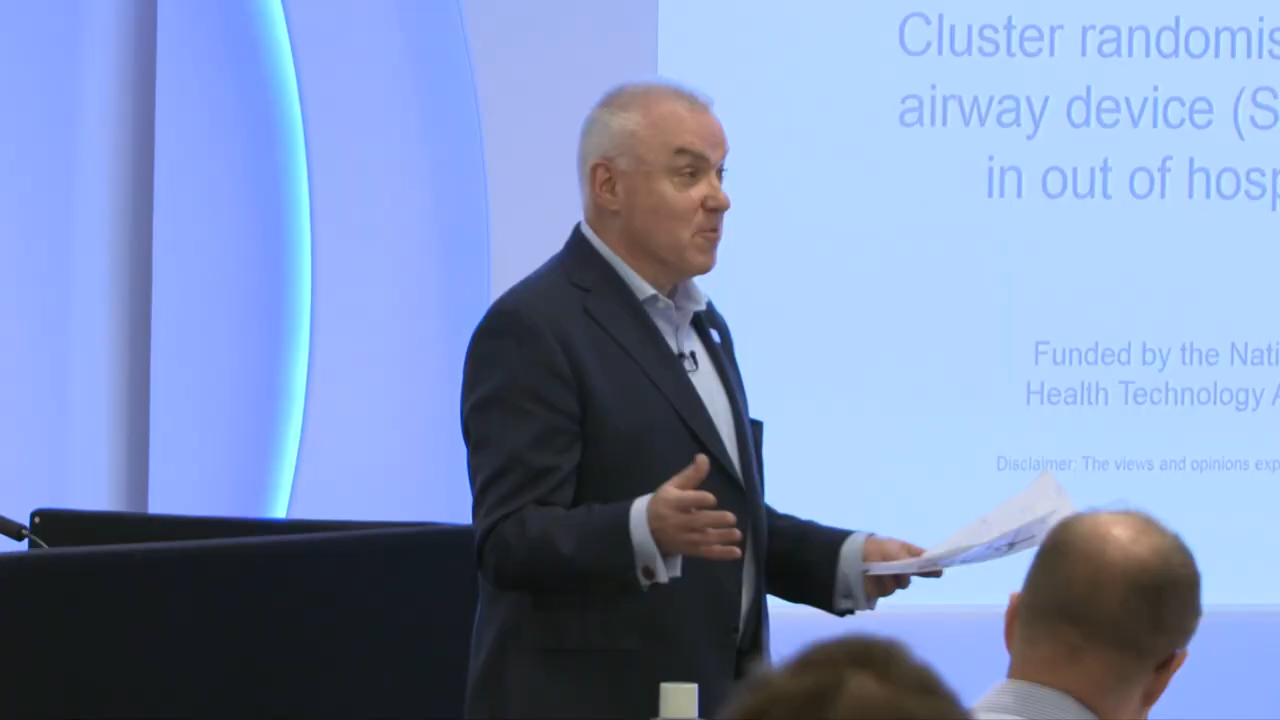 Cluster randomis
airway device (S
in out of hosp
Funded by the Nati
Health Technology A
Disclaimer: The views and opinions exp